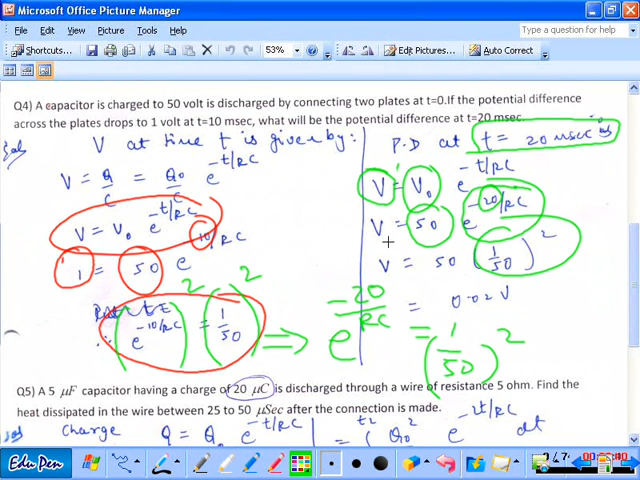 Microsoft Office Picture Manager
File Edit View Picture Tools Help
Type a question for help
Shortcuts... 53% Edit Pictures... Auto Correct
Q4) A capacitor is charged to 50 volt is discharged by connecting two plates at t=0.If the potential difference
across the plates drops to 1 volt at t=10 msec, what will be the potential difference at t=20 msec.
Sol:
V at time t is given by:
V = Q/C = Q₀/C e^(-t/RC)
V = V₀ e^(-t/RC)
1 = 50 e^(-10/RC)
∴ (e^(-10/RC))² = (1/50)² ⟹ e^(-20/RC) = (1/50)²
P.D at t = 20 msec is
V = V₀ e^(-t/RC)
V = 50 e^(-20/RC)
V = 50 (1/50)²
= 0.02 V
Q5) A 5 μF capacitor having a charge of 20 μC is discharged through a wire of resistance 5 ohm. Find the
heat dissipated in the wire between 25 to 50 μSec after the connection is made.
Charge q = Q₀ e^(-t/RC)
= ∫ t₂ Q₀² e^(-2t/RC) dt
Edu Pen